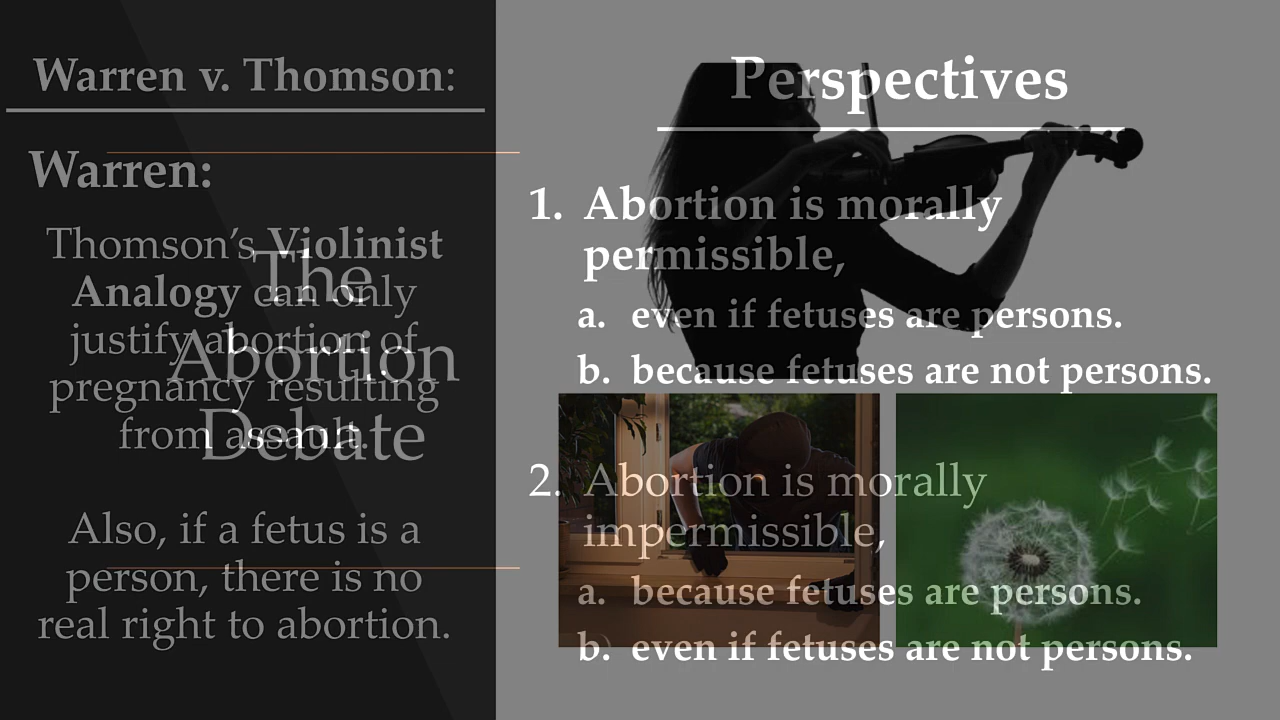 Warren v. Thomson:
Warren:
Thomson's Violinist
Analogy can only
justify abortion of
pregnancy resulting
from assault.
Also, if a fetus is a
person, there is no
real right to abortion.
The
Abortion
Debate
Perspectives
1. Abortion is morally
permissible,
a. even if fetuses are persons.
b. because fetuses are not persons.
2. Abortion is morally
impermissible,
a. because fetuses are persons.
b. even if fetuses are not persons.